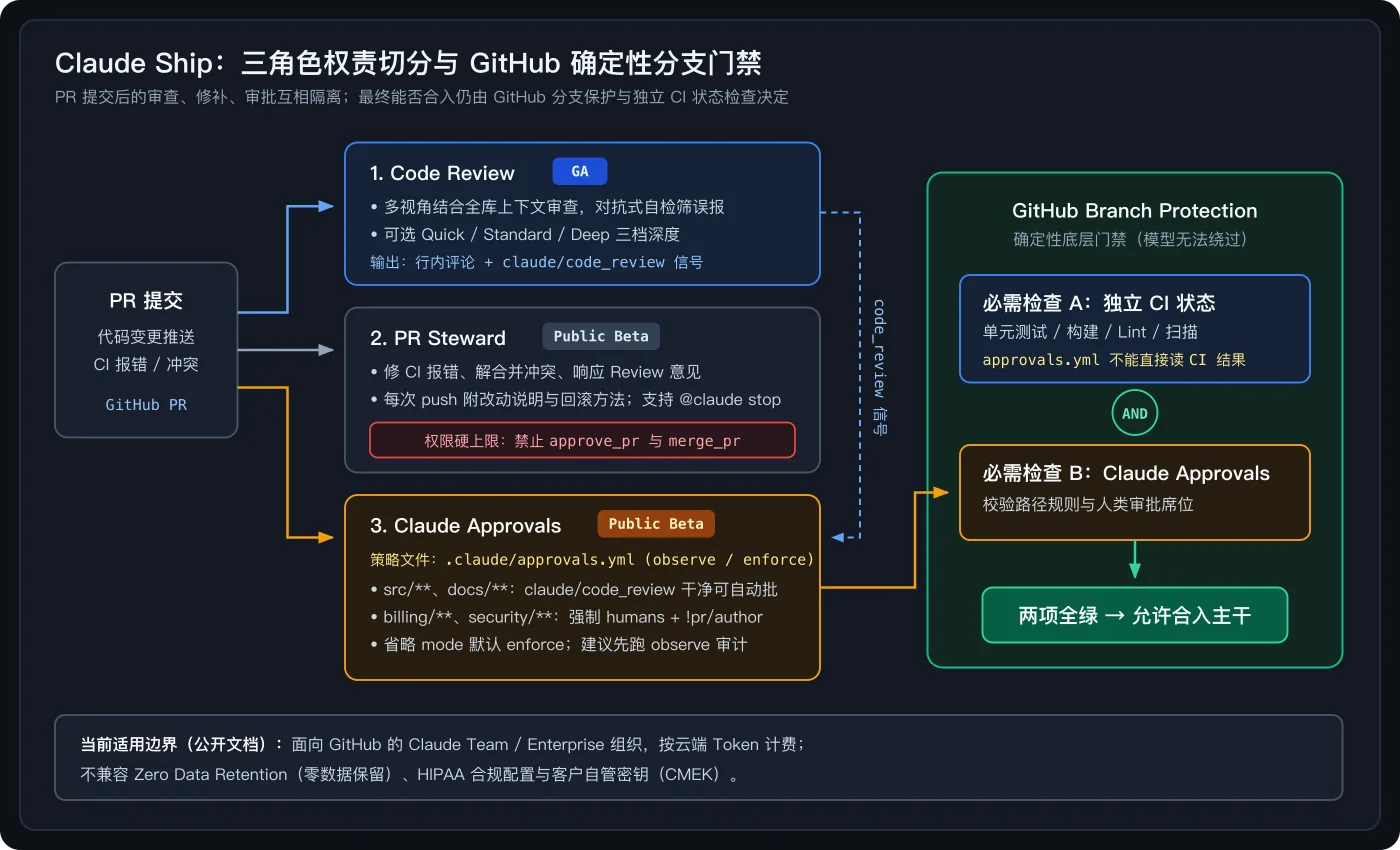 Claude Ship：三角色权责切分与 GitHub 确定性分支门禁
PR 提交后的审查、修补、审批互相隔离；最终能否合入仍由 GitHub 分支保护与独立 CI 状态检查决定
PR 提交
代码变更推送
CI 报错 / 冲突
GitHub PR
1. Code Review
GA
• 多视角结合全库上下文审查，对抗式自检筛误报
• 可选 Quick / Standard / Deep 三档深度
输出：行内评论 + claude/code_review 信号
2. PR Steward
Public Beta
• 修 CI 报错、解合并冲突、响应 Review 意见
• 每次 push 附改动说明与回滚方法；支持 @claude stop
权限硬上限：禁止 approve_pr 与 merge_pr
3. Claude Approvals
Public Beta
策略文件：.claude/approvals.yml (observe / enforce)
• src/**、docs/**：claude/code_review 干净可自动批
• billing/**、security/**：强制 humans + !pr/author
• 省略 mode 默认 enforce；建议先跑 observe 审计
code_review 信号
GitHub Branch Protection
确定性底层门禁（模型无法绕过）
必需检查 A：独立 CI 状态
单元测试 / 构建 / Lint / 扫描
approvals.yml 不能直接读 CI 结果
AND
必需检查 B：Claude Approvals
校验路径规则与人类审批席位
两项全绿 → 允许合入主干
当前适用边界（公开文档）：面向 GitHub 的 Claude Team / Enterprise 组织，按云端 Token 计费；
不兼容 Zero Data Retention（零数据保留）、HIPAA 合规配置与客户自管密钥（CMEK）。